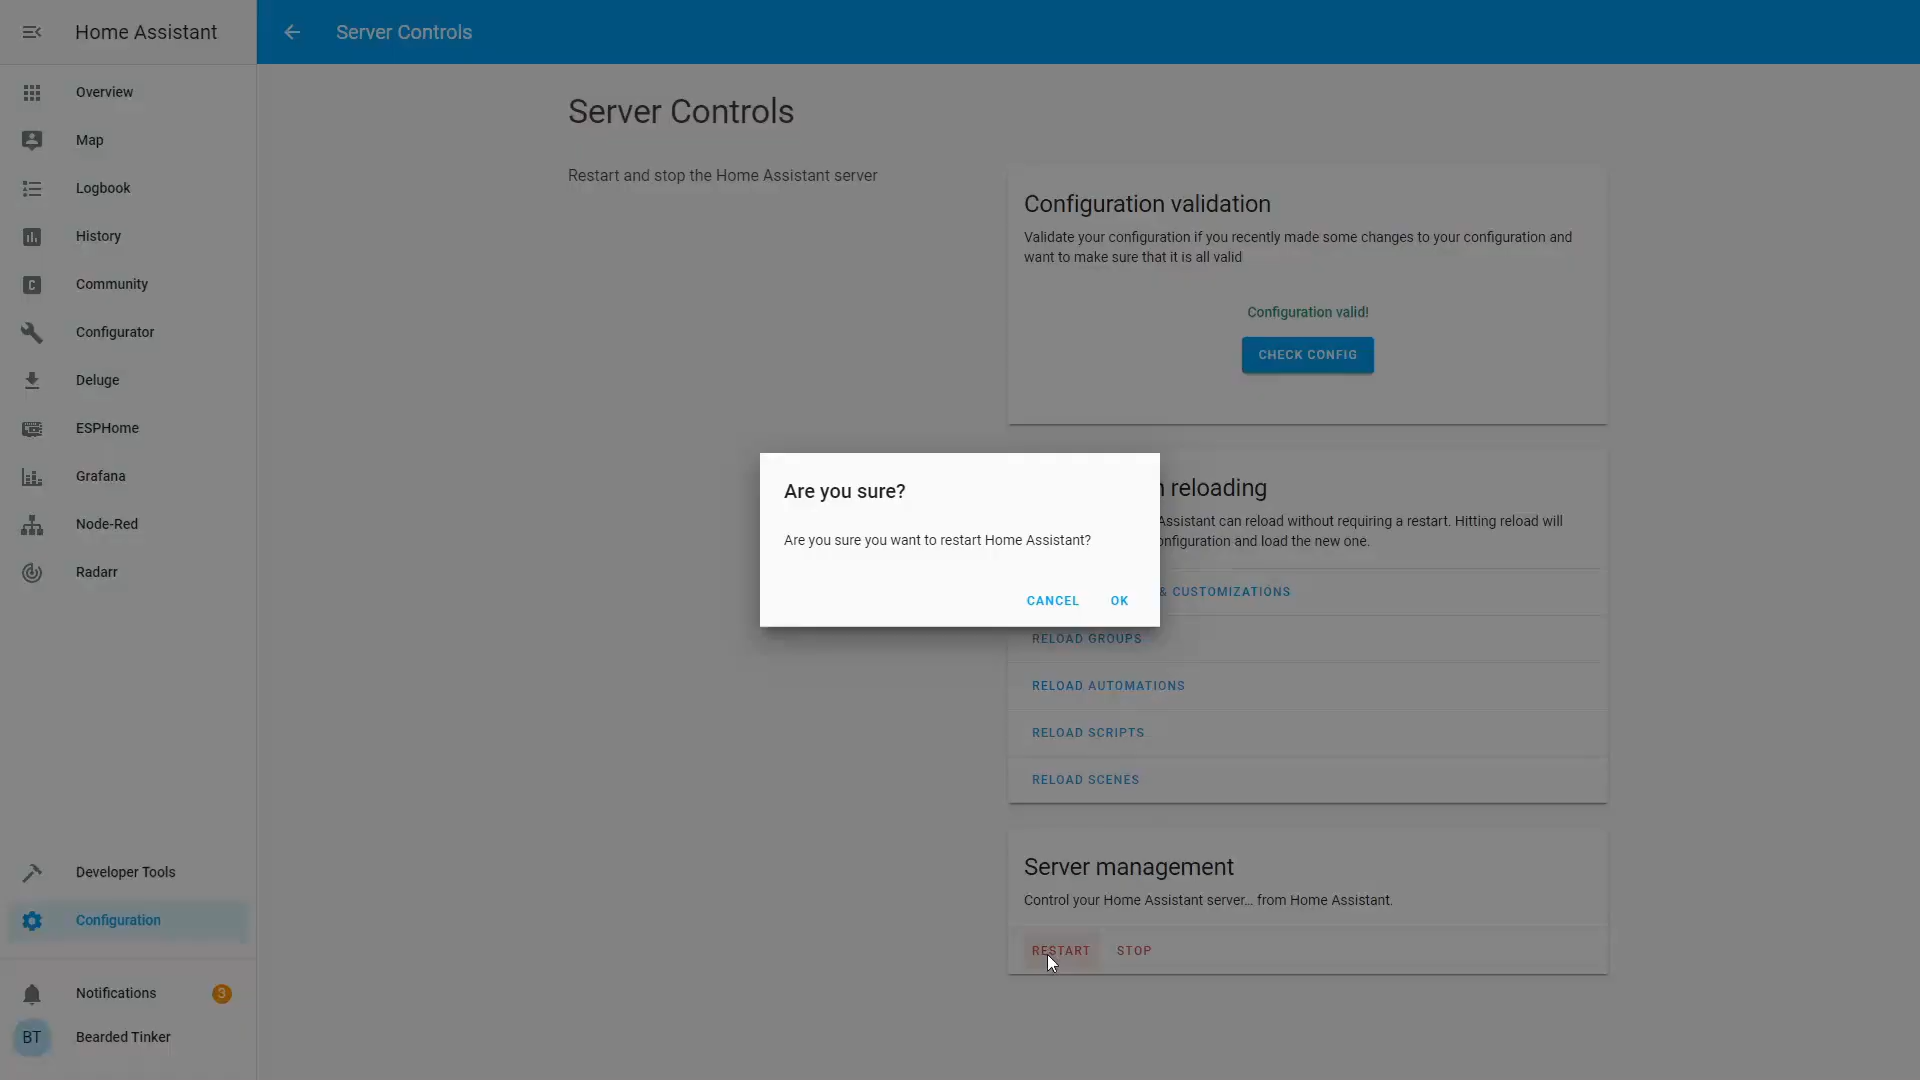 Home Assistant
Server Controls
Overview
Map
Logbook
History
Community
C
Configurator
Deluge
ESPHome
Grafana
Node-Red
Radarr
Developer Tools
Configuration
Notifications
3
BT
Bearded Tinker
Server Controls
Restart and stop the Home Assistant server
Configuration validation
Validate your configuration if you recently made some changes to your configuration and
want to make sure that it is all valid
Configuration valid!
CHECK CONFIG
Are you sure?
Are you sure you want to restart Home Assistant?
CANCEL OK
reloading
Assistant can reload without requiring a restart. Hitting reload will
and load the new one.
& CUSTOMIZATIONS
RELOAD GROUPS
RELOAD AUTOMATIONS
RELOAD SCRIPTS
RELOAD SCENES
Server management
Control your Home Assistant server... from Home Assistant.
RESTART STOP